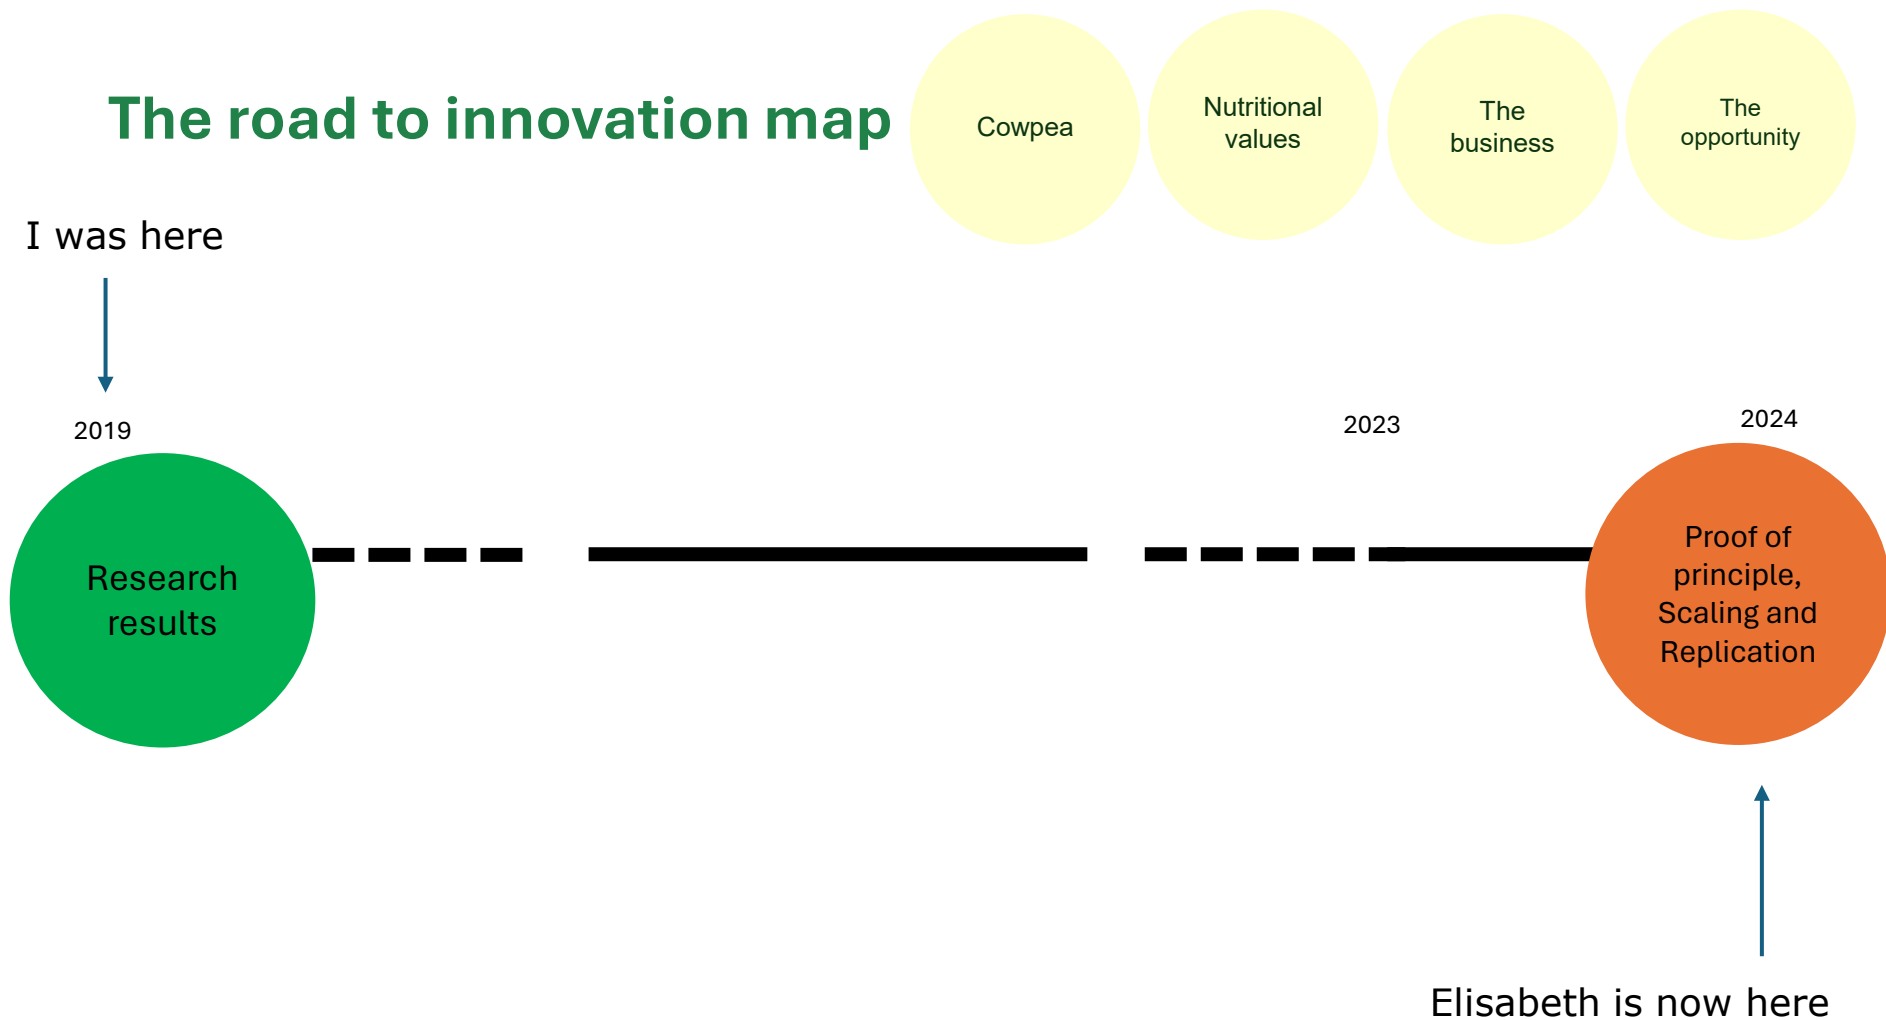 The road to innovation map
Cowpea
Nutritional
values
The
business
The
opportunity
I was here
2019
2023
2024
Research
results
Proof of
principle,
Scaling and
Replication
Elisabeth is now here